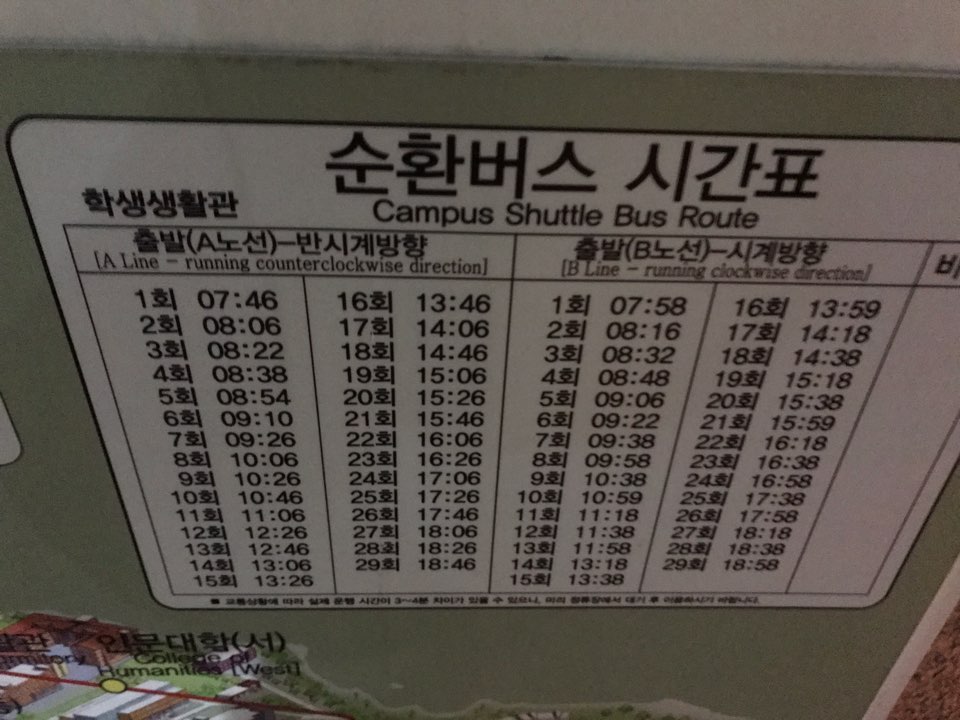 순환버스 시간표
학생생활관
Campus Shuttle Bus Route
출발(A노선)-반시계방향 출발(B노선)-시계방향
[A Line - running counterclockwise direction] [B Line - running clockwise direction]
1회 07:46 16회 13:46 1회 07:58 16회 13:59
2회 08:06 17회 14:06 2회 08:16 17회 14:18
3회 08:22 18회 14:46 3회 08:32 18회 14:38
4회 08:38 19회 15:06 4회 08:48 19회 15:18
5회 08:54 20회 15:26 5회 09:06 20회 15:38
6회 09:10 21회 15:46 6회 09:22 21회 15:59
7회 09:26 22회 16:06 7회 09:38 22회 16:18
8회 10:06 23회 16:26 8회 09:58 23회 16:38
9회 10:26 24회 17:06 9회 10:38 24회 16:58
10회 10:46 25회 17:26 10회 10:59 25회 17:38
11회 11:06 26회 17:46 11회 11:18 26회 17:58
12회 12:26 27회 18:06 12회 11:38 27회 18:18
13회 12:46 28회 18:26 13회 11:58 28회 18:38
14회 13:06 29회 18:46 14회 13:18 29회 18:58
15회 13:26 15회 13:38
■ 교통상황에 따라 실제 운행 시간이 3~4분 차이가 있을 수 있으니, 미리 정류장에서 대기 후 이용하시기 바랍니다.
인문대학(서)
College of
Humanities [West]